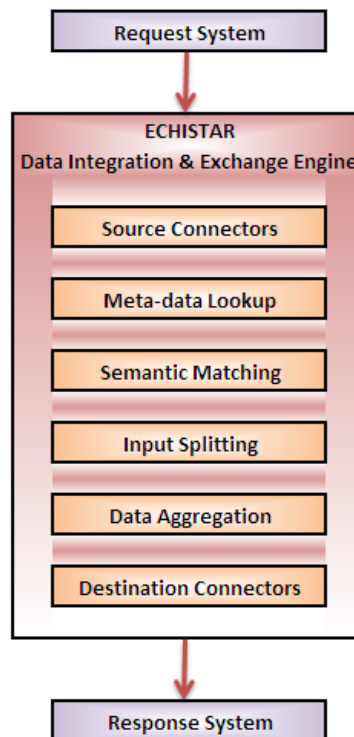 Request System
ECHISTAR
Data Integration & Exchange Engine
Source Connectors
Meta-data Lookup
Semantic Matching
Input Splitting
Data Aggregation
Destination Connectors
Response System